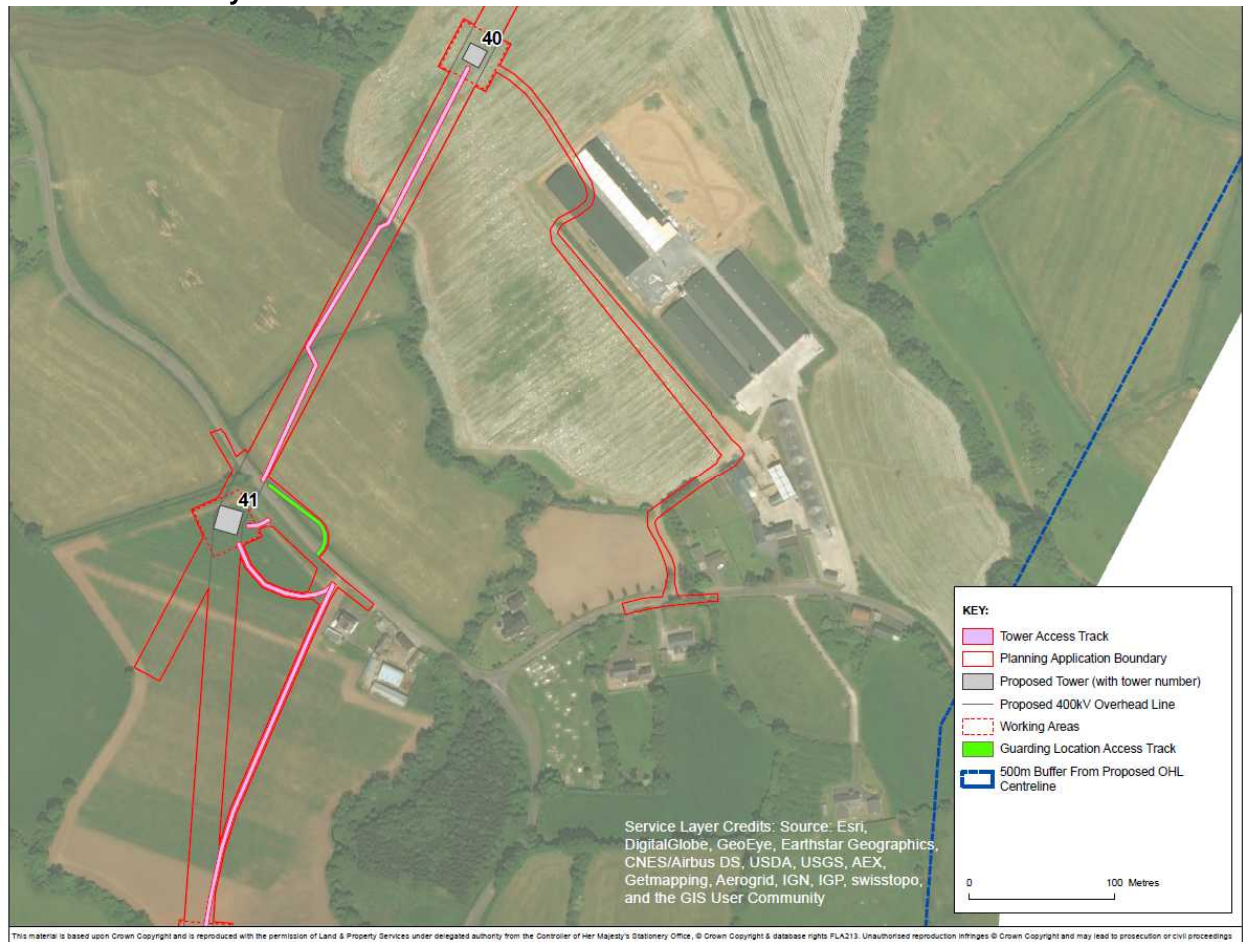 40
41
KEY:
Tower Access Track
Planning Application Boundary
Proposed Tower (with tower number)
Proposed 400kV Overhead Line
Working Areas
Guarding Location Access Track
500m Buffer From Proposed OHL
Centreline
0 100 Metres
Service Layer Credits: Source: Esri,
DigitalGlobe, GeoEye, Earthstar Geographics,
CNES/Airbus DS, USDA, USGS, AEX,
Getmapping, Aerogrid, IGN, IGP, swisstopo,
and the GIS User Community
This material is based upon Crown Copyright and is reproduced with the permission of Land & Property Services under delegated authority from the Controller of Her Majesty's Stationery Office, © Crown Copyright & database rights PLA213. Unauthorised reproduction infringes © Crown Copyright and may lead to prosecution or civil proceedings